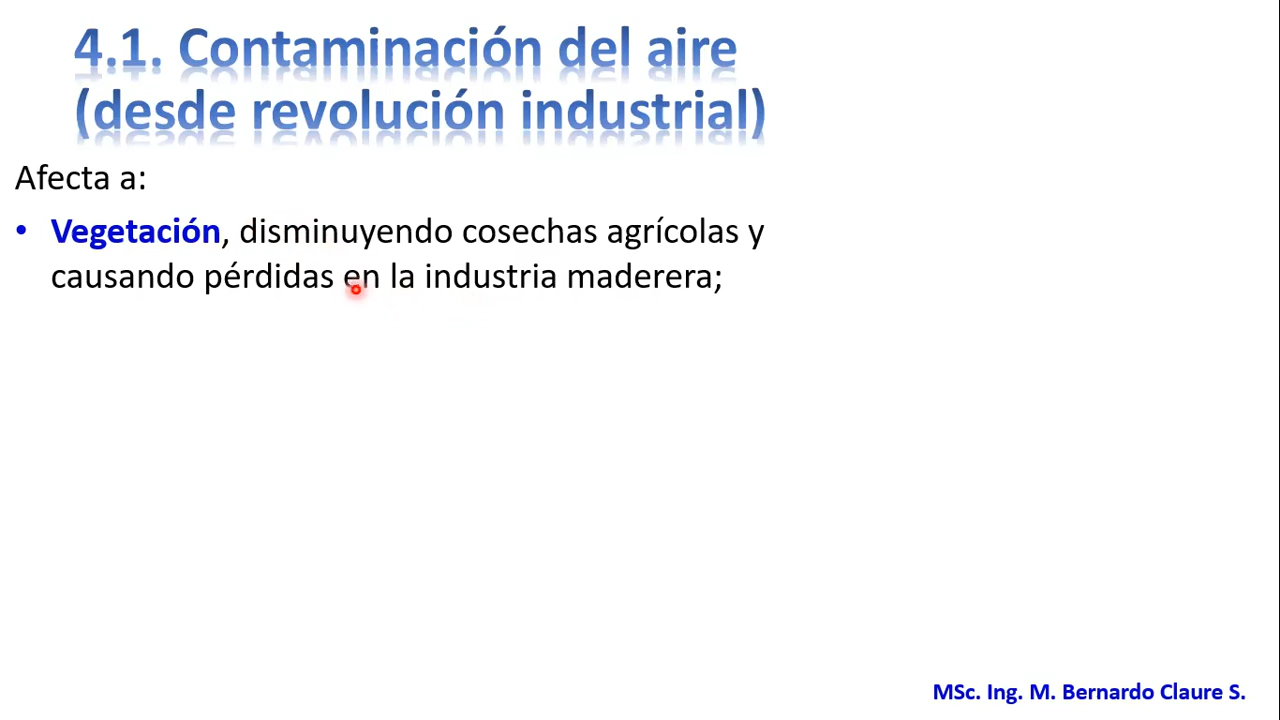 4.1. Contaminación del aire
(desde revolución industrial)
Afecta a:
• Vegetación, disminuyendo cosechas agrícolas y
causando pérdidas en la industria maderera;
MSc. Ing. M. Bernardo Claure S.